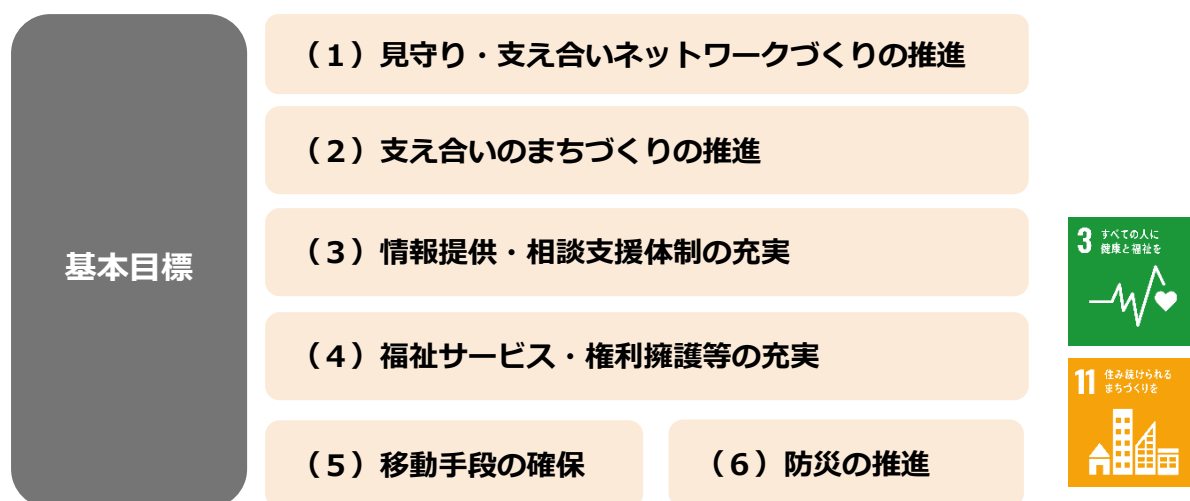 基本目標
（１）見守り・支え合いネットワークづくりの推進
（２）支え合いのまちづくりの推進
（３）情報提供・相談支援体制の充実
（４）福祉サービス・権利擁護等の充実
（５）移動手段の確保
（６）防災の推進
3 すべての人に
健康と福祉を
11 住み続けられる
まちづくりを